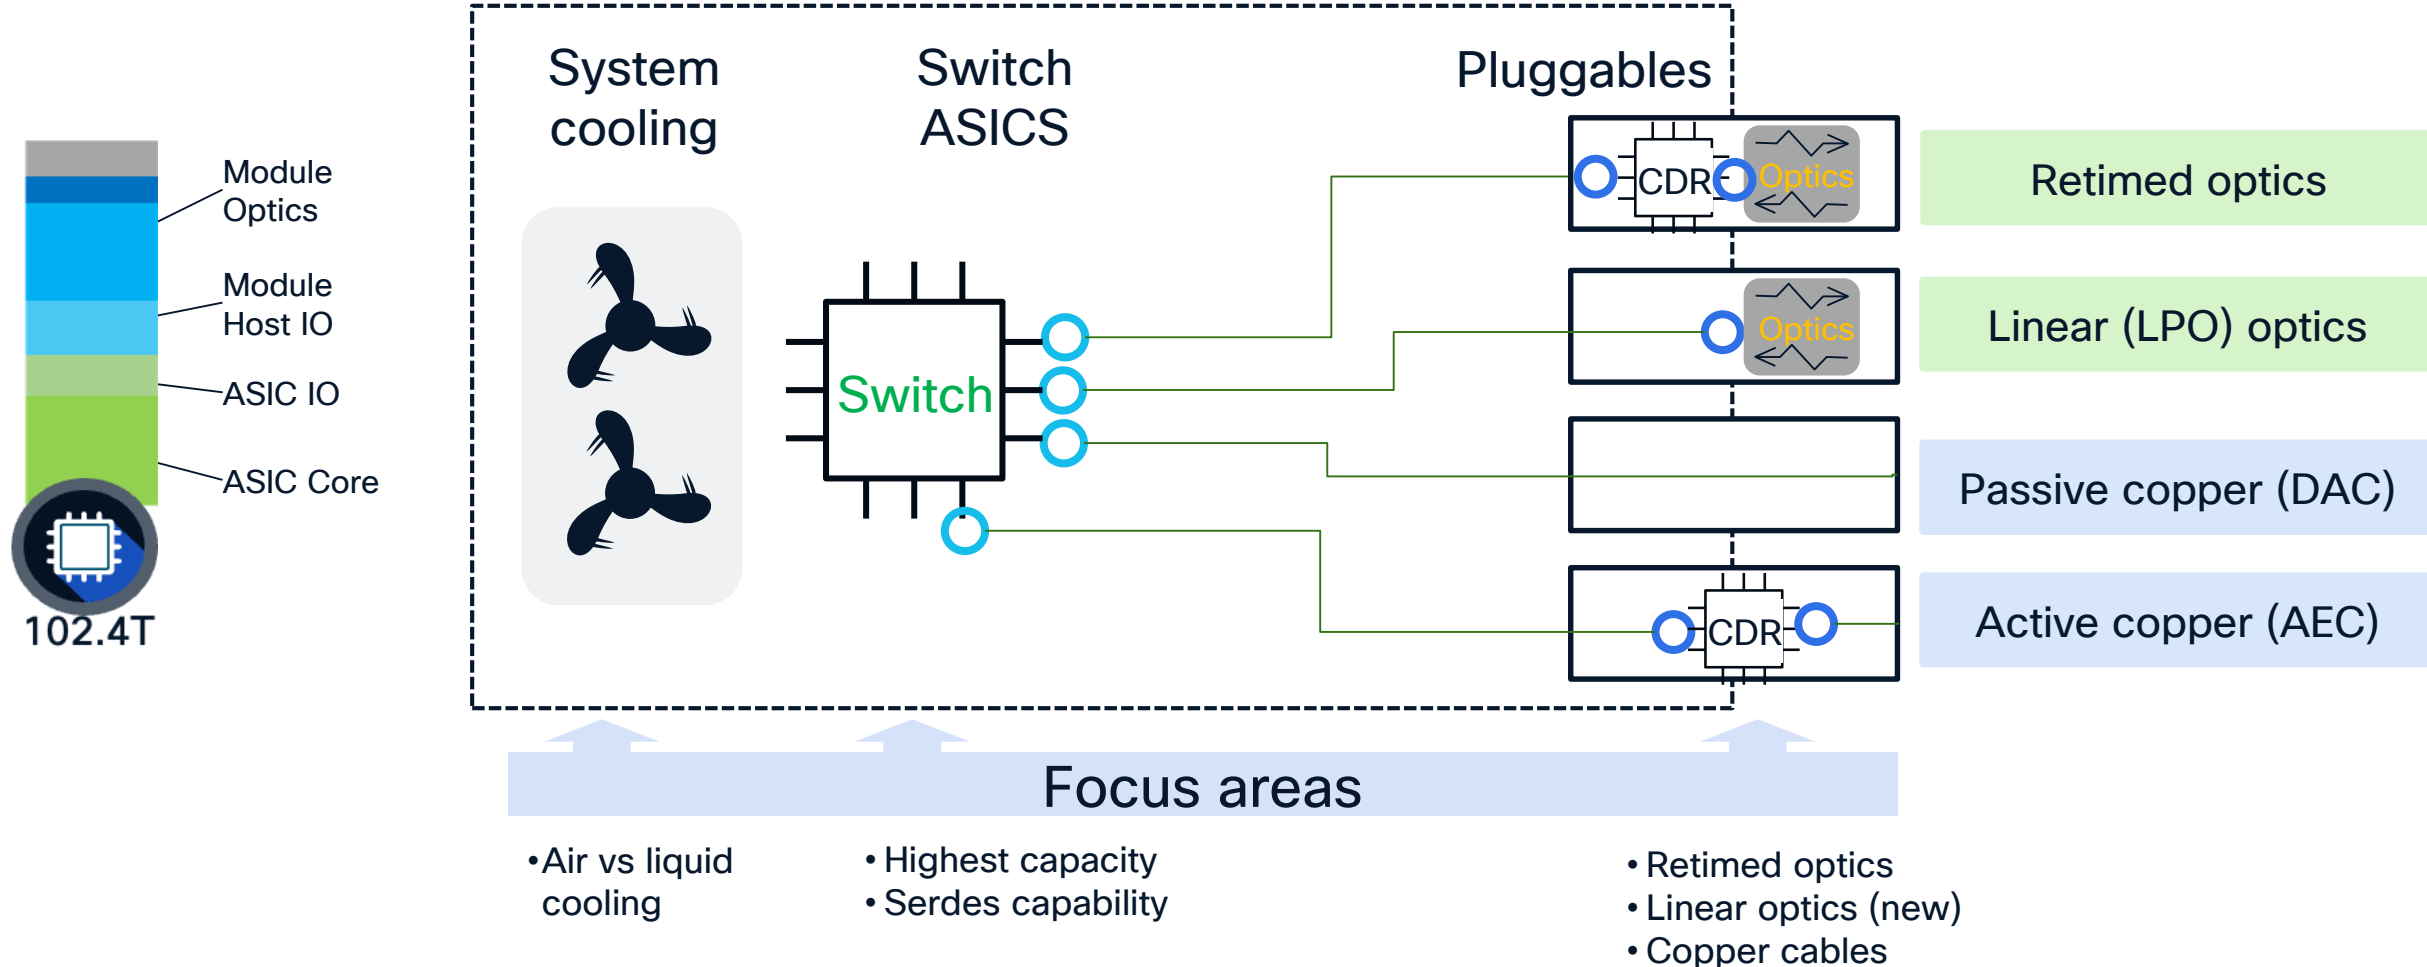 System
cooling
Switch
ASICS
Pluggables
Module
Optics
Module
Host IO
ASIC IO
ASIC Core
102.4T
Switch
CDR
Optics
Retimed optics
Optics
Linear (LPO) optics
Passive copper (DAC)
CDR
Active copper (AEC)
Focus areas
•Air vs liquid
cooling
• Highest capacity
• Serdes capability
• Retimed optics
• Linear optics (new)
• Copper cables